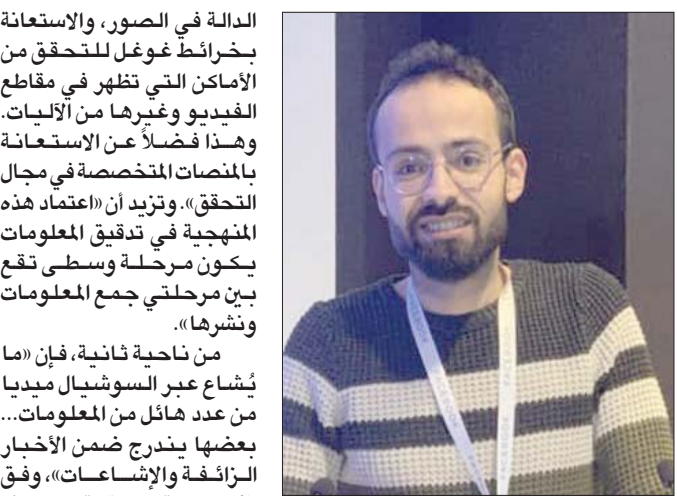 الدالة في الصور، والاستعانة
بخرائط غوغل للتحقق من
الأماكن التي تظهر في مقاطع
الفيديو وغيرها من الآليات.
وهذا فضلاً عن الاستعانة
بالمنصات المتخصصة في مجال
التحقق». وتزيد أن «اعتماد هذه
المنهجية في تدقيق المعلومات
يكون مرحلة وسطى تقع
بين مرحلتي جمع المعلومات
ونشرها».
من ناحية ثانية، فإن «ما
يُشاع عبر السوشيال ميديا
من عدد هائل من المعلومات...
بعضها يندرج ضمن الأخبار
الزائفة والإشاعات»، وفق